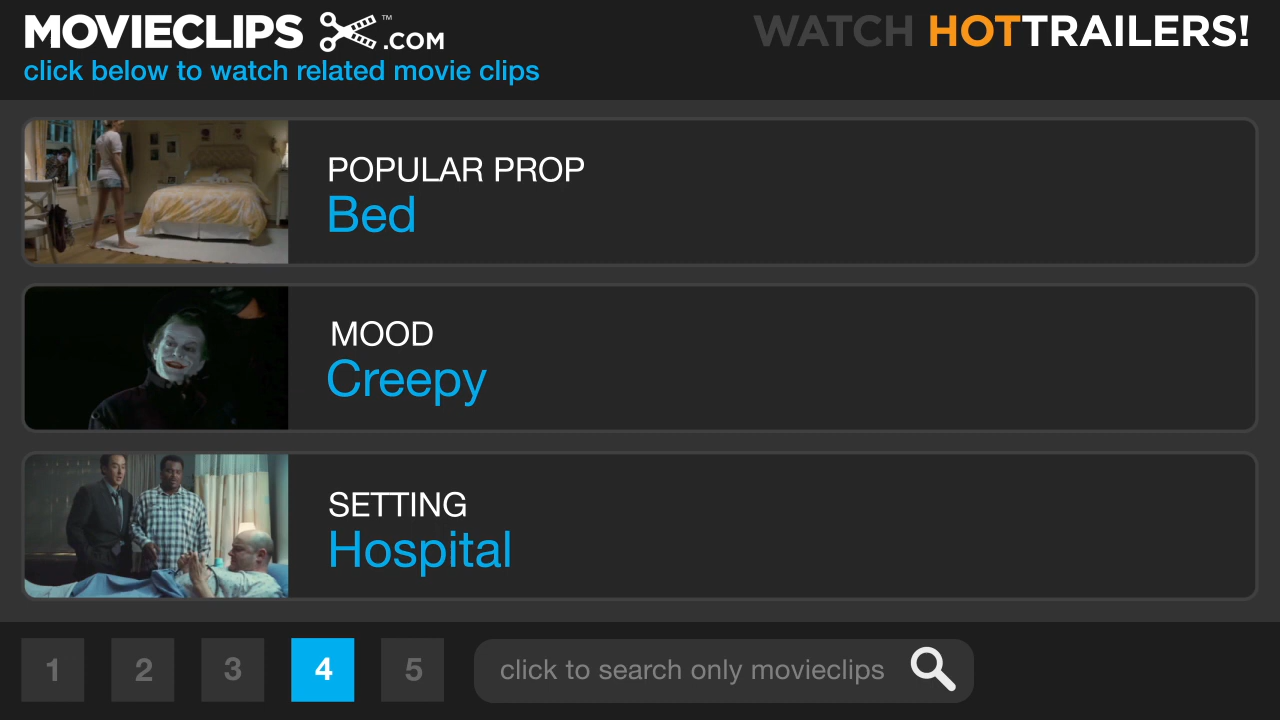 MOVIECLIPS ™ .COM
WATCH HOTTRAILERS!
click below to watch related movie clips
POPULAR PROP
Bed
MOOD
Creepy
SETTING
Hospital
1 2 3 4 5
click to search only movieclips